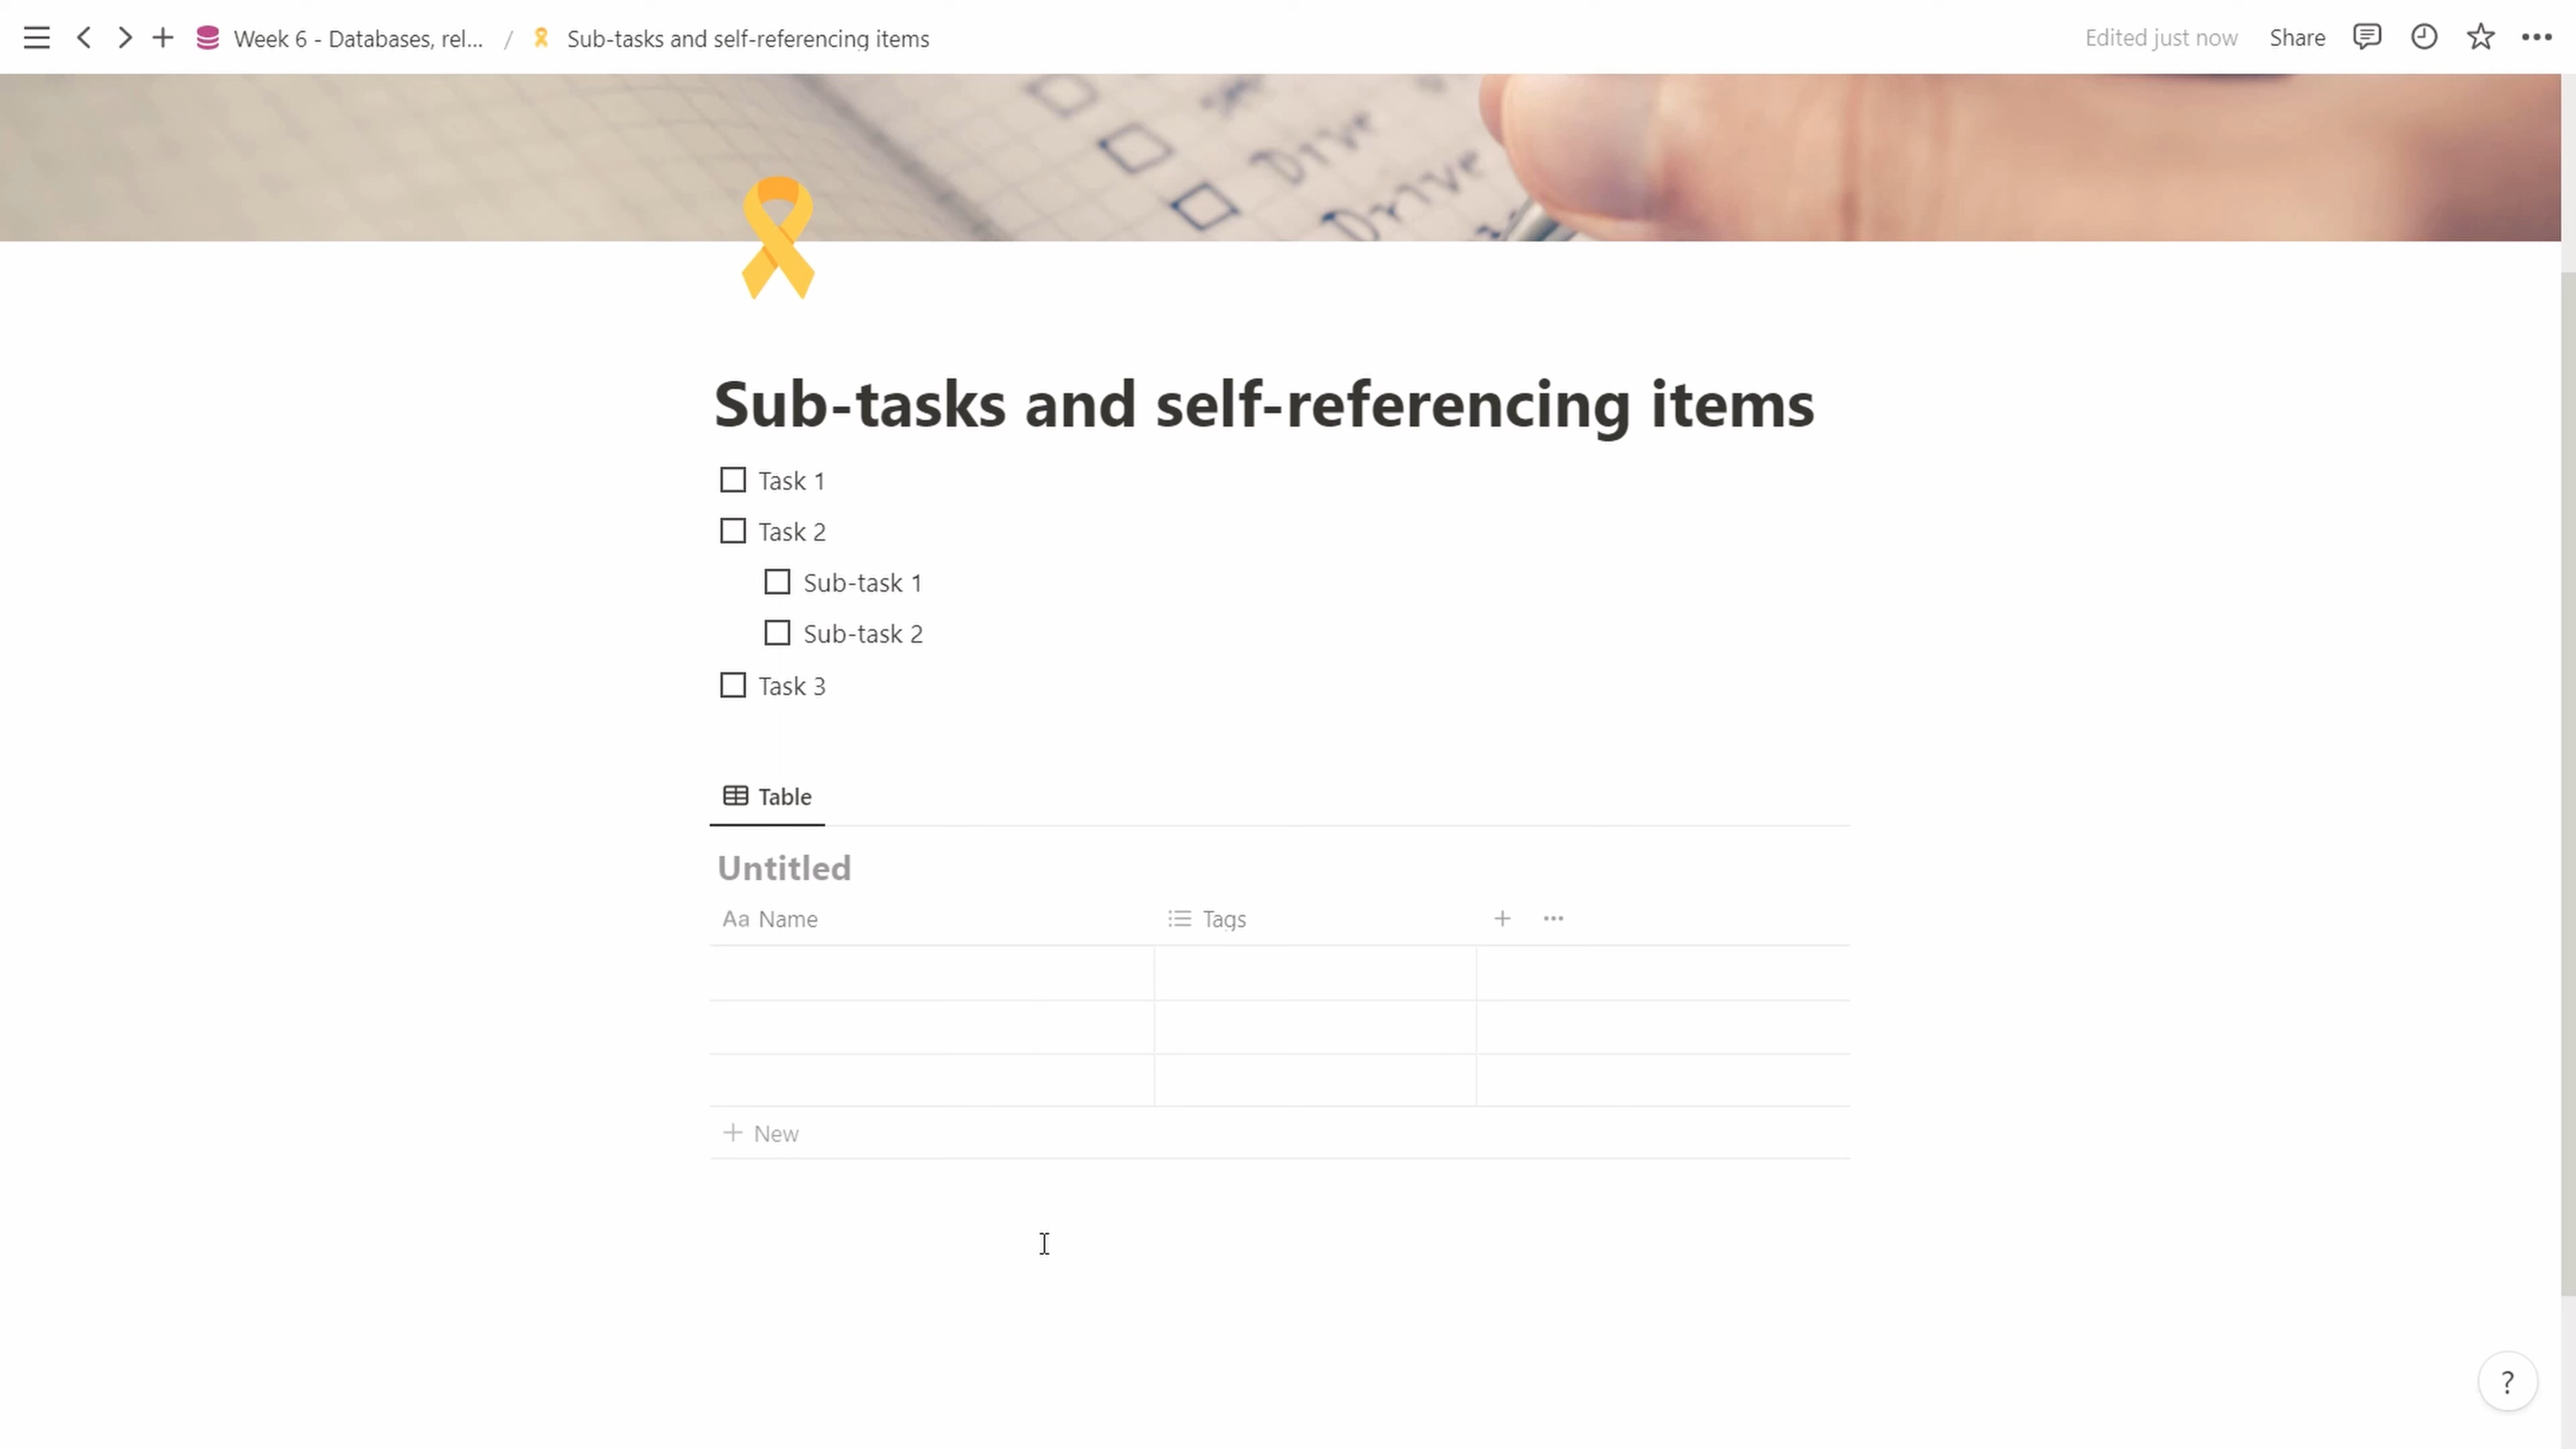 Week 6 - Databases, rel... / Sub-tasks and self-referencing items
Edited just now Share
Drive
Drive
Sub-tasks and self-referencing items
Task 1
Task 2
Sub-task 1
Sub-task 2
Task 3
Table
Untitled
Aa Name Tags
New
?